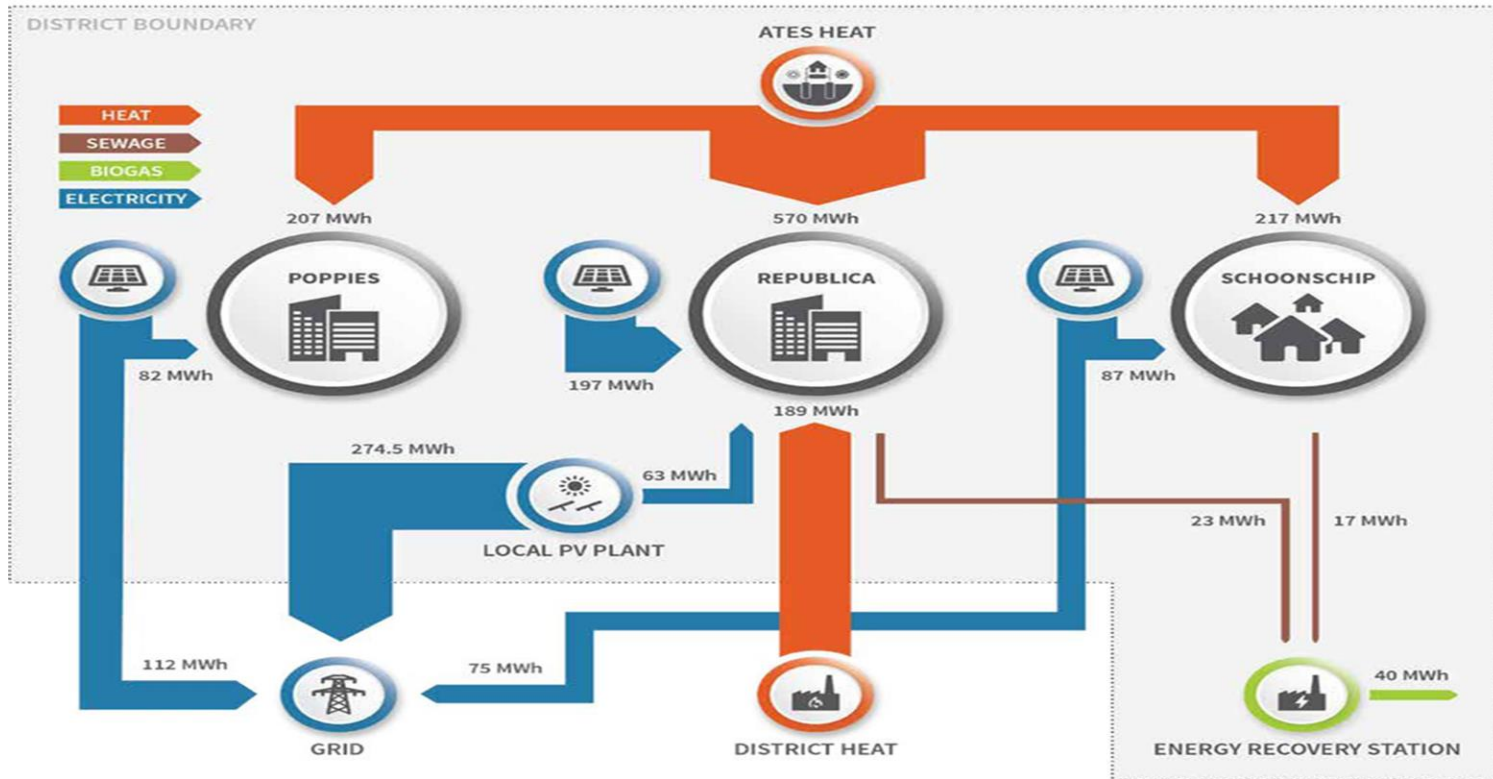 DISTRICT BOUNDARY
ATES HEAT
HEAT
SEWAGE
BIOGAS
ELECTRICITY
207 MWh
570 MWh
217 MWh
POPPIES
REPUBLICA
SCHOONSCHIP
82 MWh
197 MWh
87 MWh
189 MWh
274.5 MWh
63 MWh
23 MWh
17 MWh
LOCAL PV PLANT
112 MWh
75 MWh
40 MWh
GRID
DISTRICT HEAT
ENERGY RECOVERY STATION